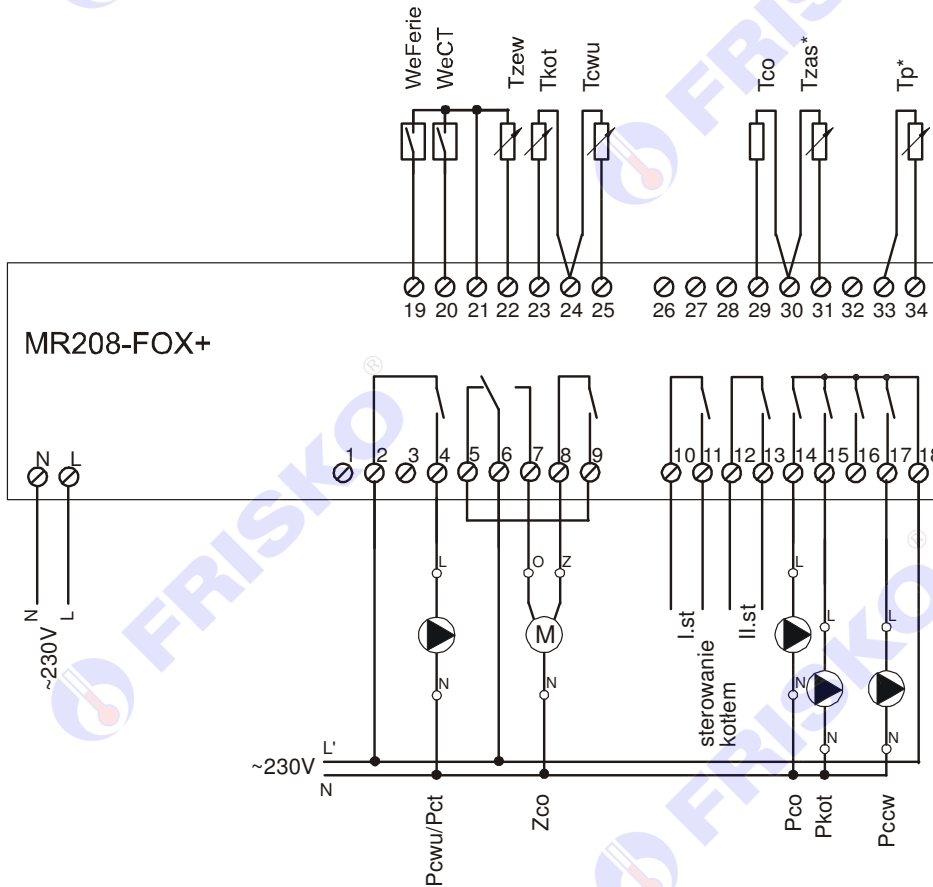 WeFerie
WeCT
Tzew
Tkot
Tcwu
Tco
Tzas*
Tp*
FRISKO
19 20 21 22 23 24 25 26 27 28 29 30 31 32 33 34
MR208-FOX+
®
N L
1 2 3 4 5 6 7 8 9 10 11 12 13 14 15 16 17 18
N
L
~230V
L O Z
M
N N
I.st
II.st
sterowanie
kotłem
L L L
N N N
FRISKO
®
FRISKO
L'
~230V
N
Pcwu/Pct
Zco
Pco
Pkot
Pccw
FRISKO